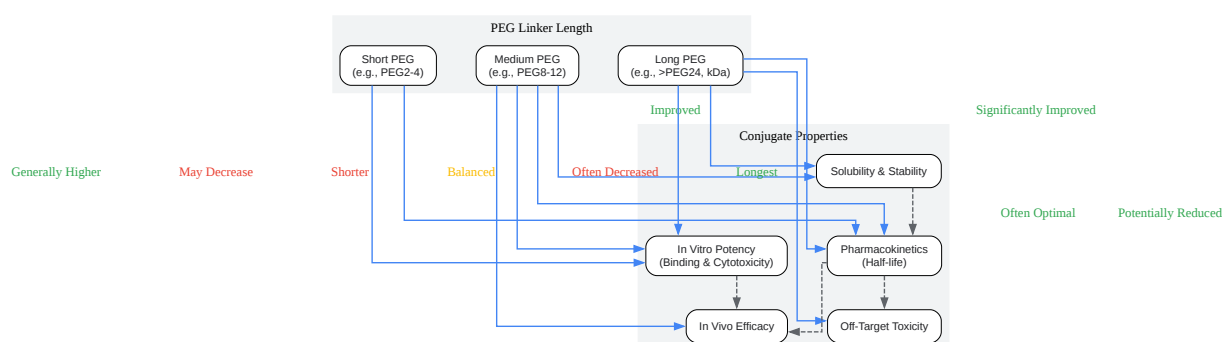 PEG Linker Length
Short PEG
(e.g., PEG2-4)
Medium PEG
(e.g., PEG8-12)
Long PEG
(e.g., >PEG24, kDa)
Improved
Significantly Improved
Conjugate Properties
Generally Higher
May Decrease
Shorter
Balanced
Often Decreased
Longest
Solubility & Stability
Often Optimal
Potentially Reduced
In Vitro Potency
(Binding & Cytotoxicity)
Pharmacokinetics
(Half-life)
In Vivo Efficacy
Off-Target Toxicity